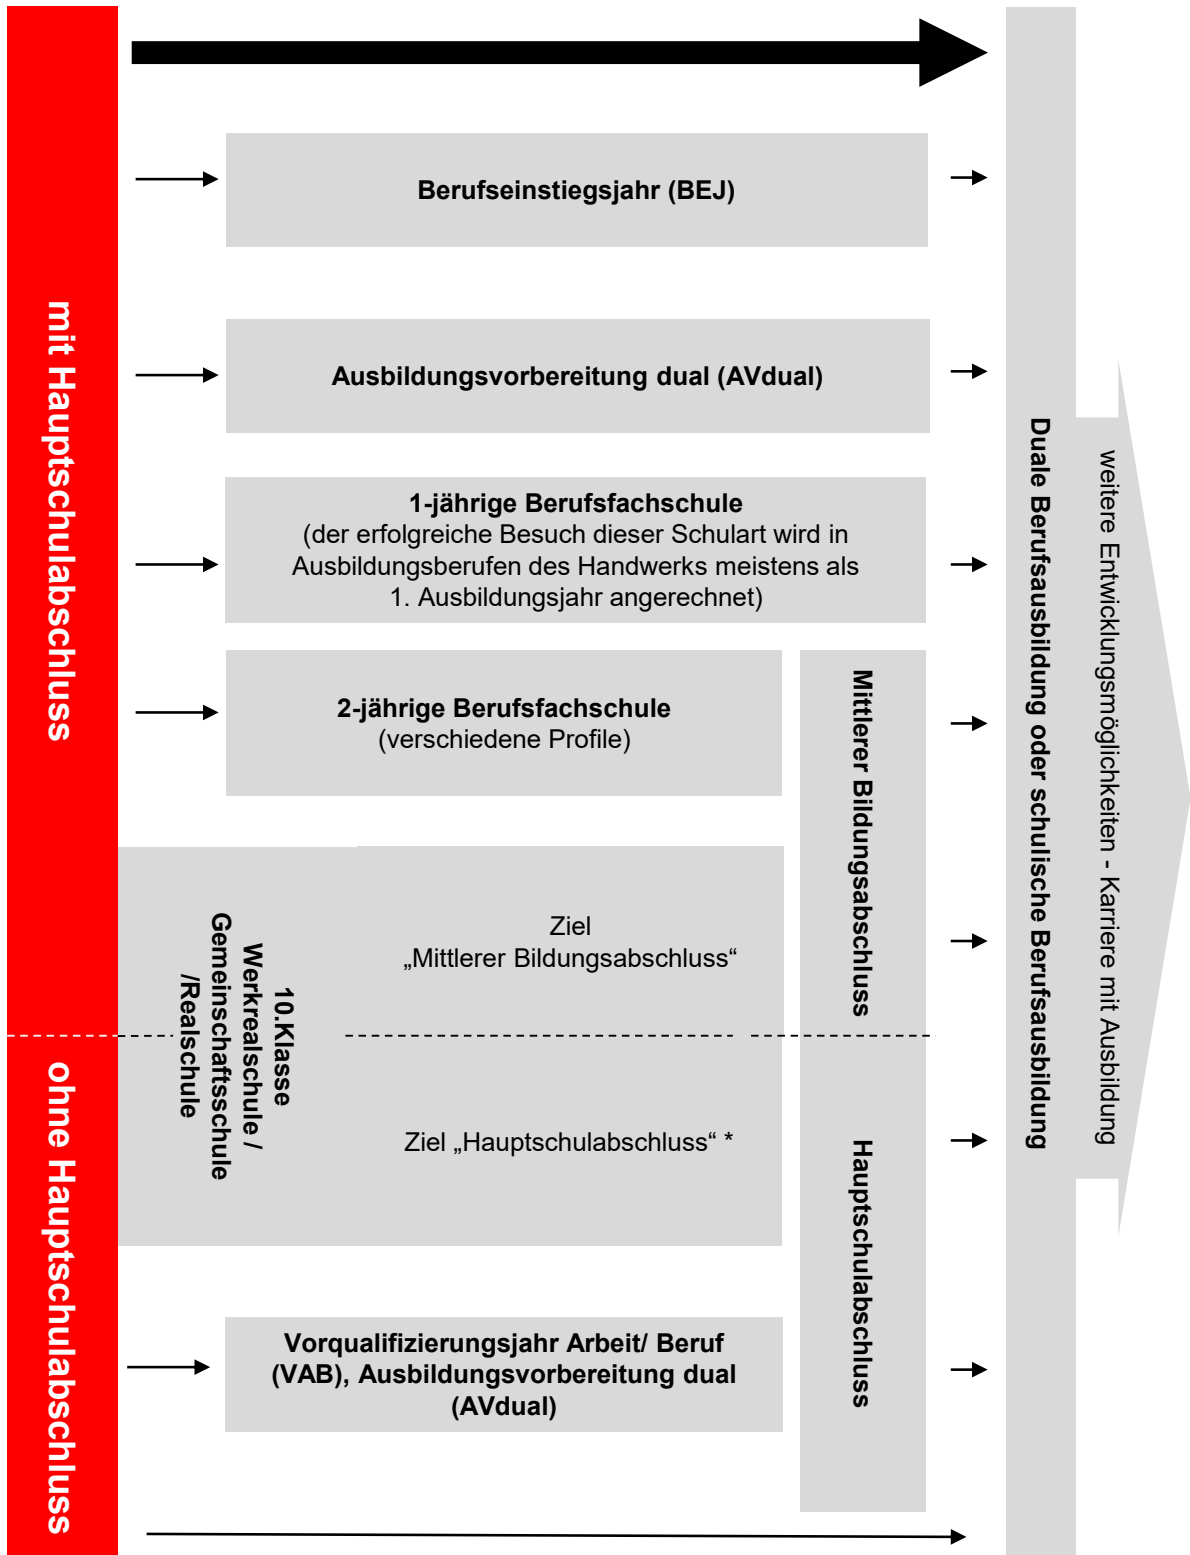 mit Hauptschulabschluss
ohne Hauptschulabschluss
Berufseinstiegsjahr (BEJ)
Ausbildungsvorbereitung dual (AVdual)
1-jährige Berufsfachschule
(der erfolgreiche Besuch dieser Schulart wird in
Ausbildungsberufen des Handwerks meistens als
1. Ausbildungsjahr angerechnet)
2-jährige Berufsfachschule
(verschiedene Profile)
10.Klasse
Werkrealschule /
Gemeinschaftsschule
/Realschule
Ziel
„Mittlerer Bildungsabschluss“
Ziel „Hauptschulabschluss“ *
Vorqualifizierungsjahr Arbeit/ Beruf
(VAB), Ausbildungsvorbereitung dual
(AVdual)
Mittlerer Bildungsabschluss
Hauptschulabschluss
Duale Berufsausbildung oder schulische Berufsausbildung
weitere Entwicklungsmöglichkeiten - Karriere mit Ausbildung